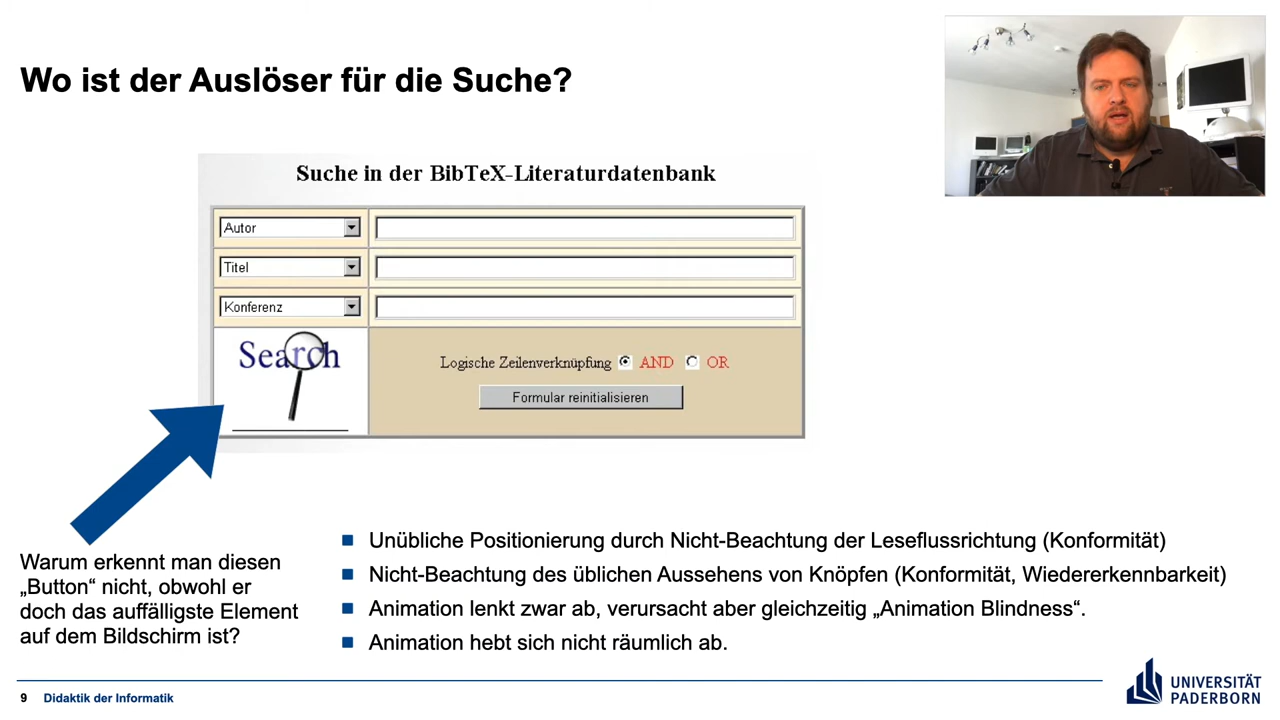 Wo ist der Auslöser für die Suche?
Suche in der BibTeX-Literaturdatenbank
Autor
Titel
Konferenz
Search
Logische Zeilenverknüpfung AND OR
Formular reinitialisieren
Warum erkennt man diesen
„Button“ nicht, obwohl er
doch das auffälligste Element
auf dem Bildschirm ist?
Unübliche Positionierung durch Nicht-Beachtung der Leseflussrichtung (Konformität)
Nicht-Beachtung des üblichen Aussehens von Knöpfen (Konformität, Wiedererkennbarkeit)
Animation lenkt zwar ab, verursacht aber gleichzeitig „Animation Blindness“.
Animation hebt sich nicht räumlich ab.
9 Didaktik der Informatik
UNIVERSITÄT
PADERBORN